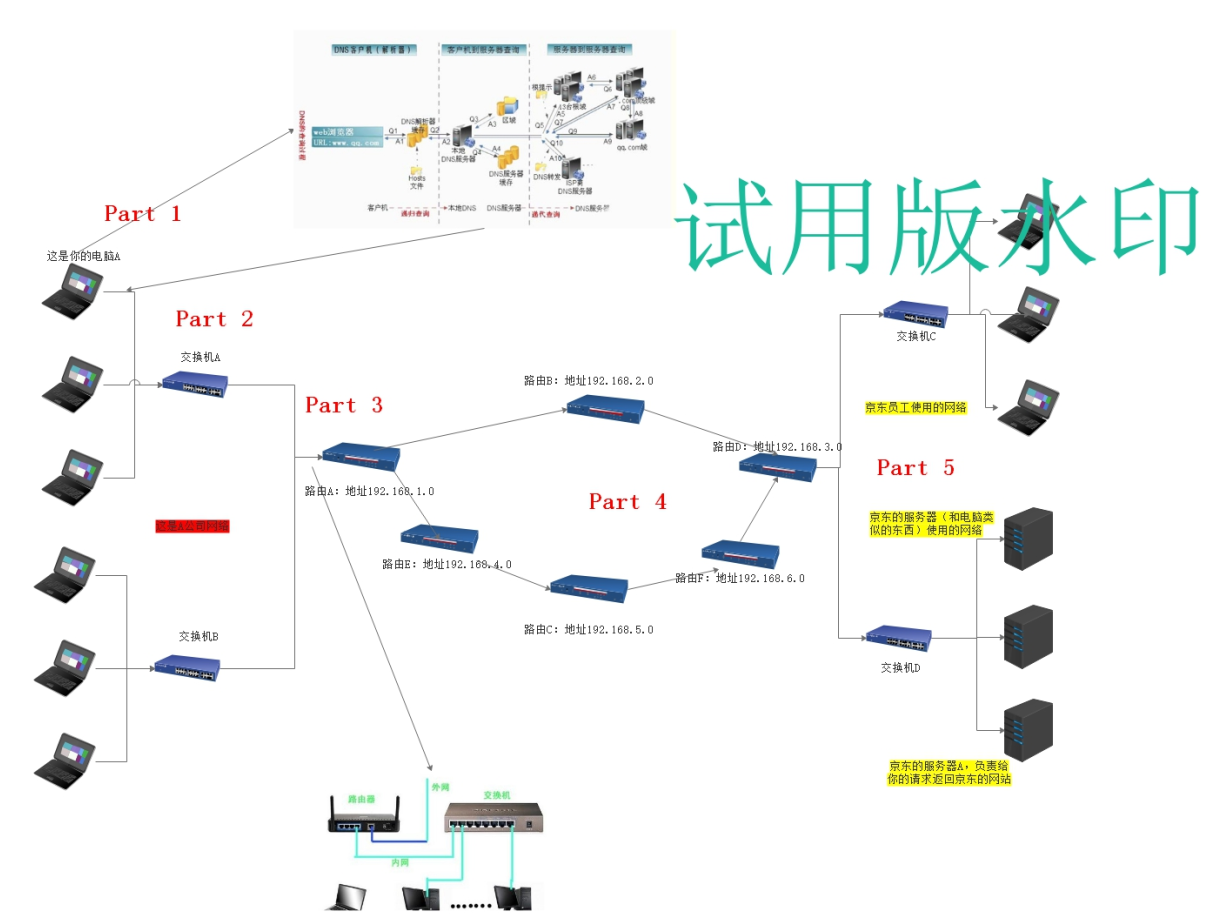 DNS客户机（解析器）
客户机到服务器查询
服务器到服务器查询
DNS的查询过程
web浏览器
URL:www.qq.com
Q1
A1
DNS解析器
缓存
Hosts
文件
Q2
A2
本地
DNS服务器
Q3
A3
区域
Q4
A4
DNS服务器
缓存
根提示
13台根域
A5
Q5
A6
Q6
.com顶级域
Q7
A7
Q8
A8
Q9
A9
qq.com域
Q10
A10
DNS转发
ISP类
DNS服务器
客户机
递归查询
本地DNS
DNS服务器
迭代查询
DNS服务器
试用版水印
Part 1
这是你的电脑A
Part 2
交换机A
Part 3
路由A: 地址192.168.1.0
路由B: 地址192.168.2.0
路由D: 地址192.168.3.0
Part 4
路由E: 地址192.168.4.0
路由F: 地址192.168.6.0
路由C: 地址192.168.5.0
交换机C
京东员工使用的网络
Part 5
京东的服务器（和电脑类
似的东西）使用的网络
这是A公司网络
交换机B
交换机D
京东的服务器A，负责给
你的请求返回京东的网站
路由器
外网
交换机
内网